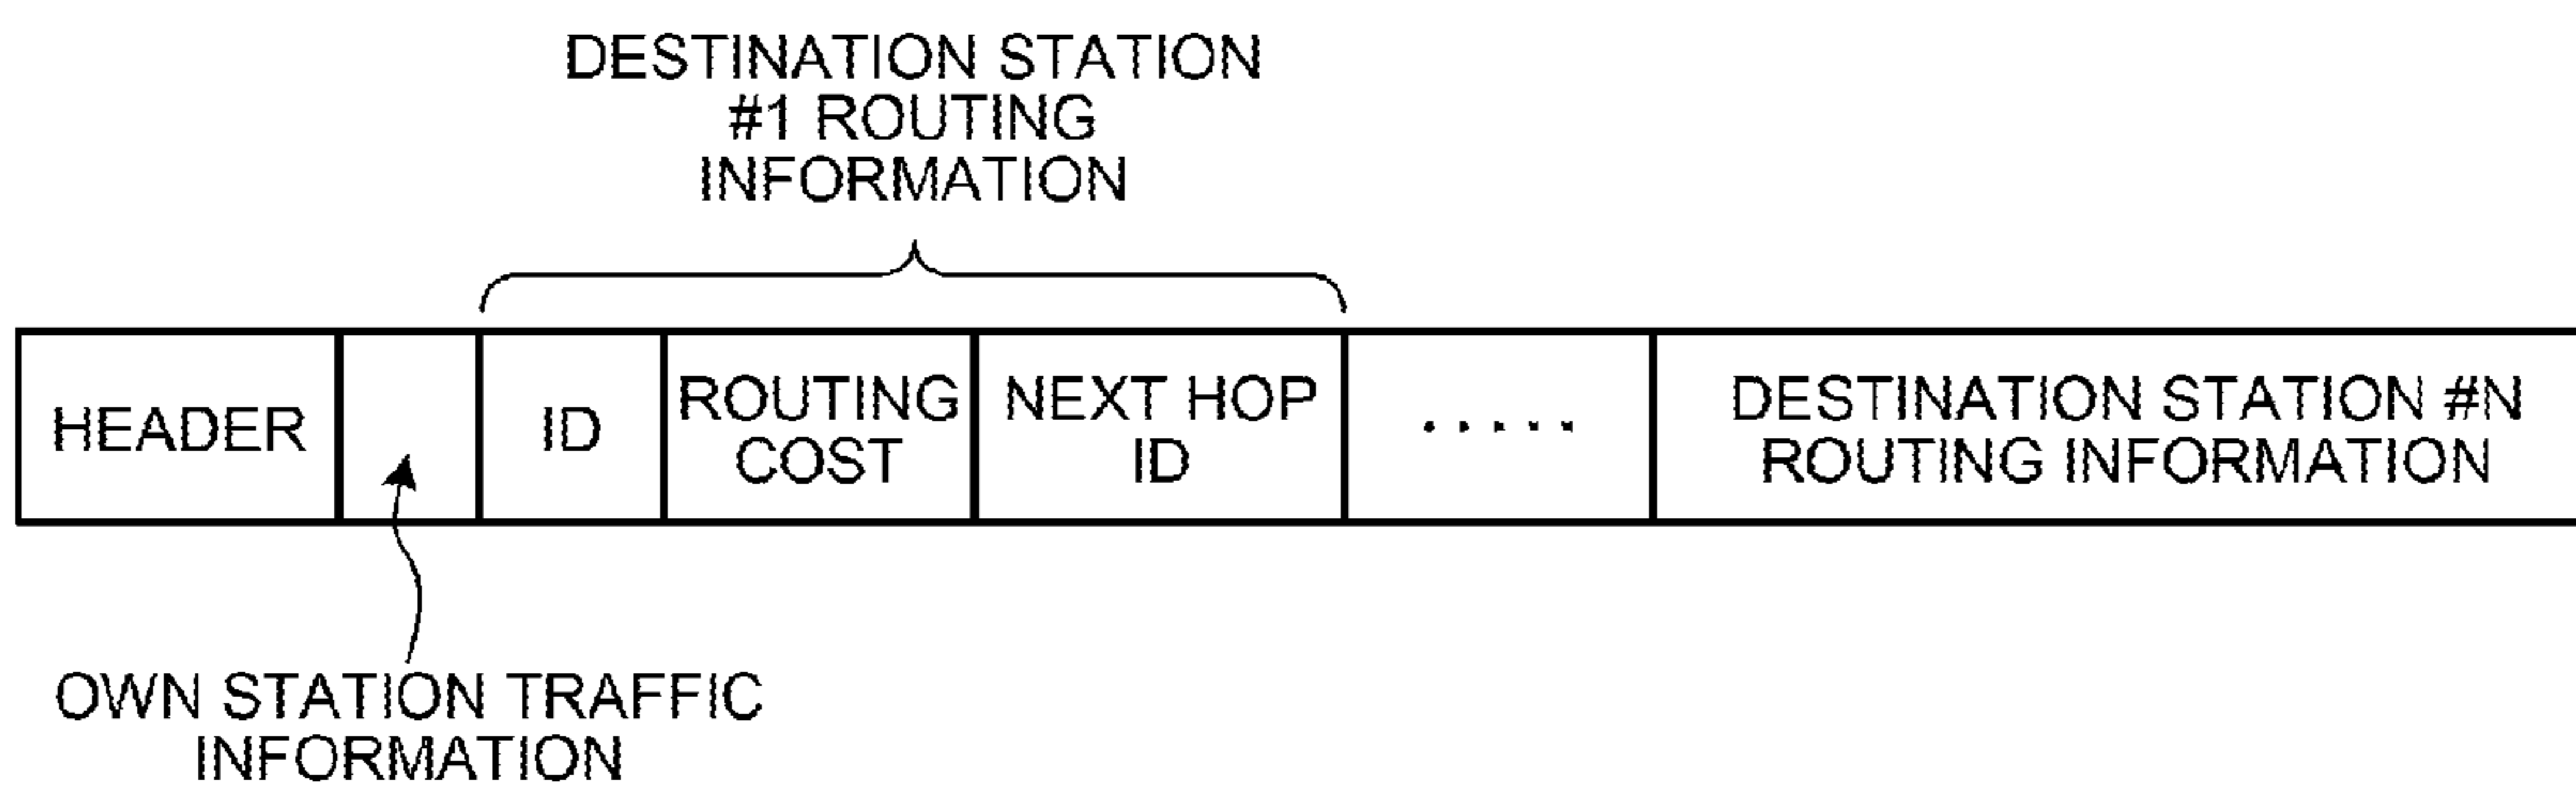 DESTINATION STATION
#1 ROUTING
INFORMATION
HEADER
ID
ROUTING
COST
NEXT HOP
ID
.....
DESTINATION STATION #N
ROUTING INFORMATION
OWN STATION TRAFFIC
INFORMATION